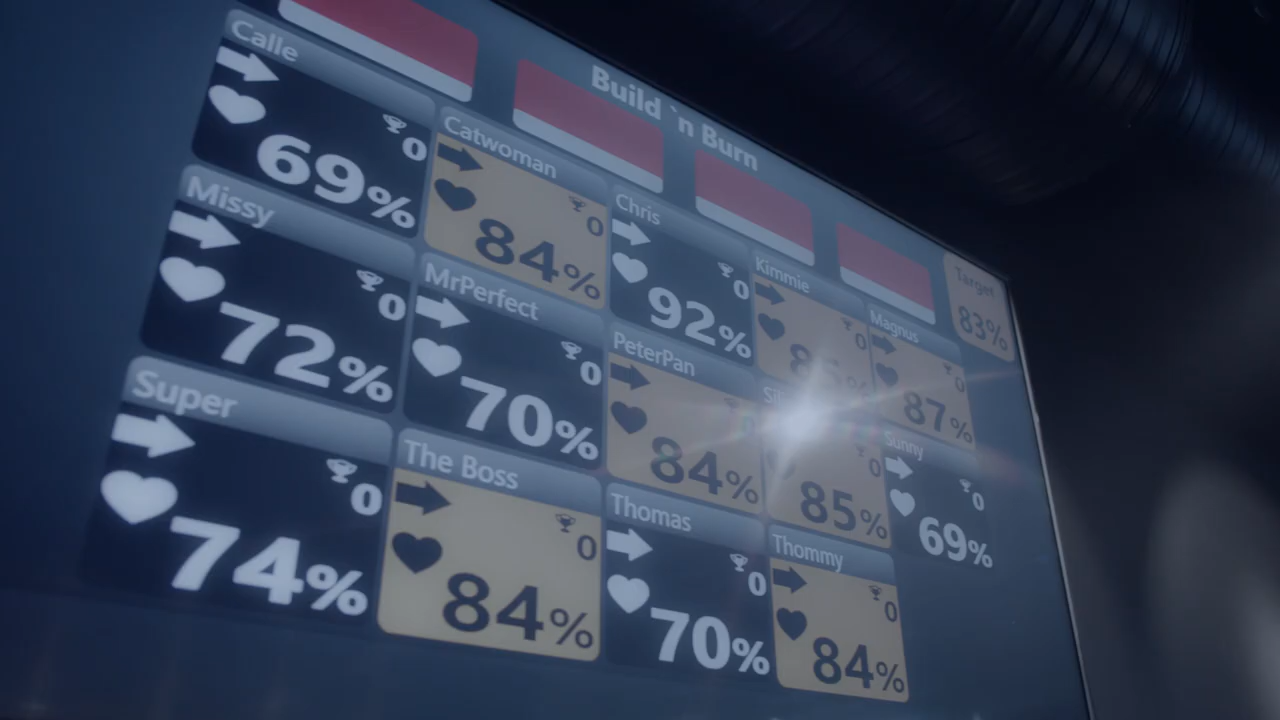 Build `n Burn
Target
83%
Calle
0
69%
Catwoman
0
84%
Chris
0
92%
Kimmie
0
Magnus
0
87%
Missy
0
72%
MrPerfect
0
70%
PeterPan
84%
0
85%
Sunny
0
69%
Super
0
74%
The Boss
0
84%
Thomas
0
70%
Thommy
0
84%